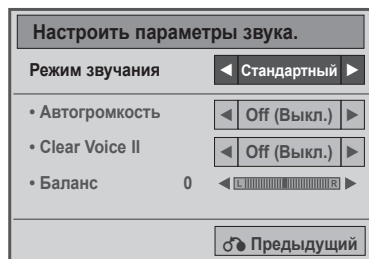 Настроить параметры звука.
Режим звучания ◄ Стандартный ►
• Автогромкость ◄ Off (Выкл.) ►
• Clear Voice II ◄ Off (Выкл.) ►
• Баланс 0 ◄ L R ►
Предыдущий